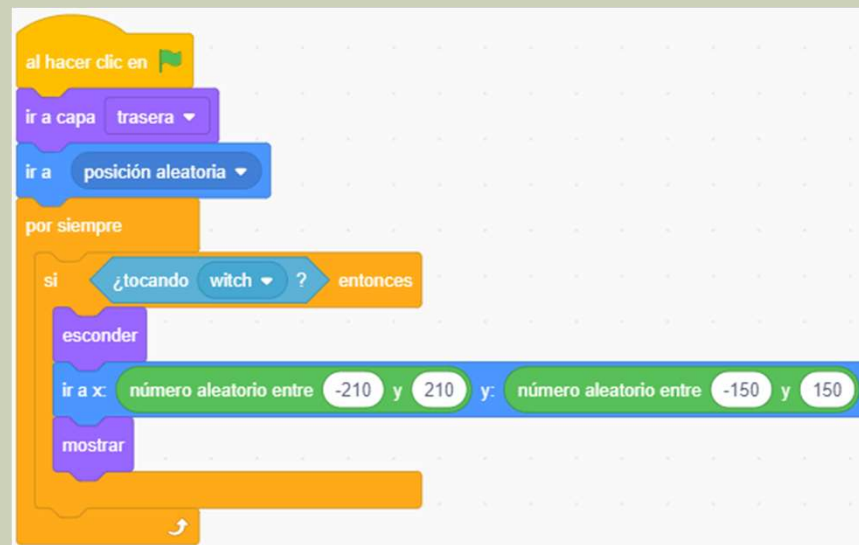 al hacer clic en
ir a capa trasera
ir a posición aleatoria
por siempre
si ¿tocando witch ? entonces
esconder
ir a x: número aleatorio entre -210 y 210 y: número aleatorio entre -150 y 150
mostrar